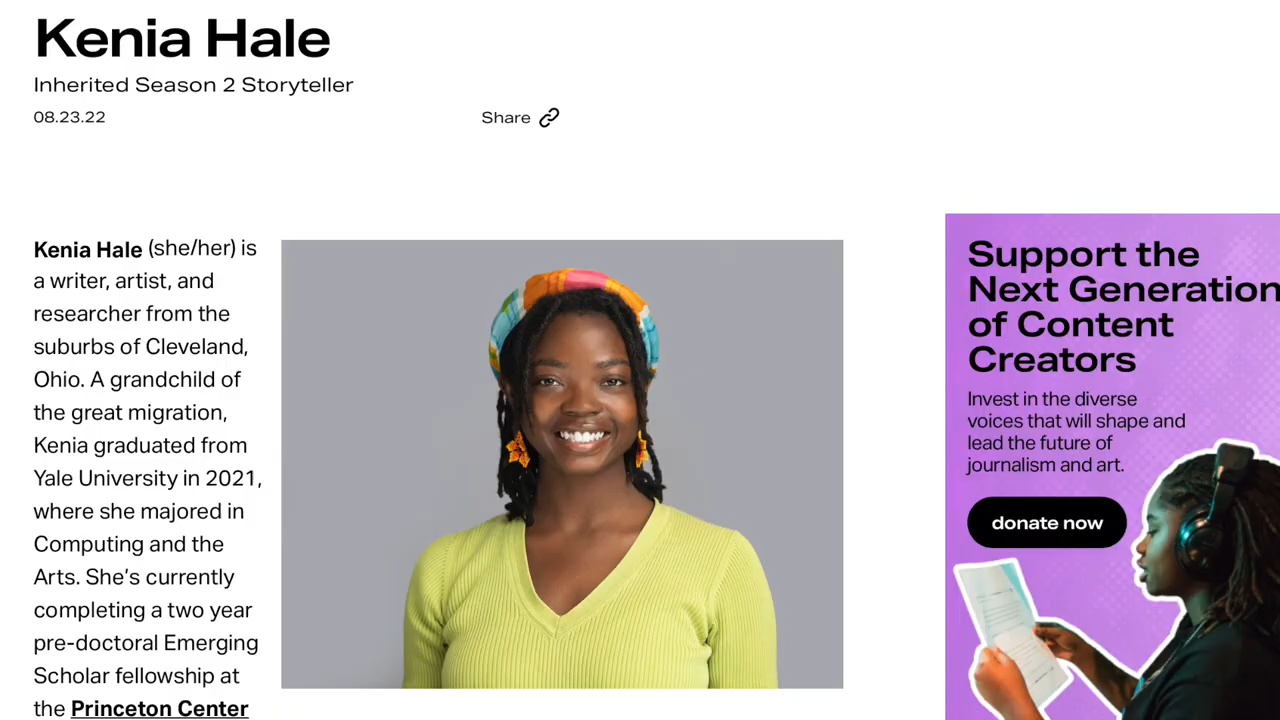 Kenia Hale
Inherited Season 2 Storyteller
08.23.22
Share
Kenia Hale (she/her) is
a writer, artist, and
researcher from the
suburbs of Cleveland,
Ohio. A grandchild of
the great migration,
Kenia graduated from
Yale University in 2021,
where she majored in
Computing and the
Arts. She’s currently
completing a two year
pre-doctoral Emerging
Scholar fellowship at
the Princeton Center
Support the
Next Generation
of Content
Creators
Invest in the diverse
voices that will shape and
lead the future of
journalism and art.
donate now